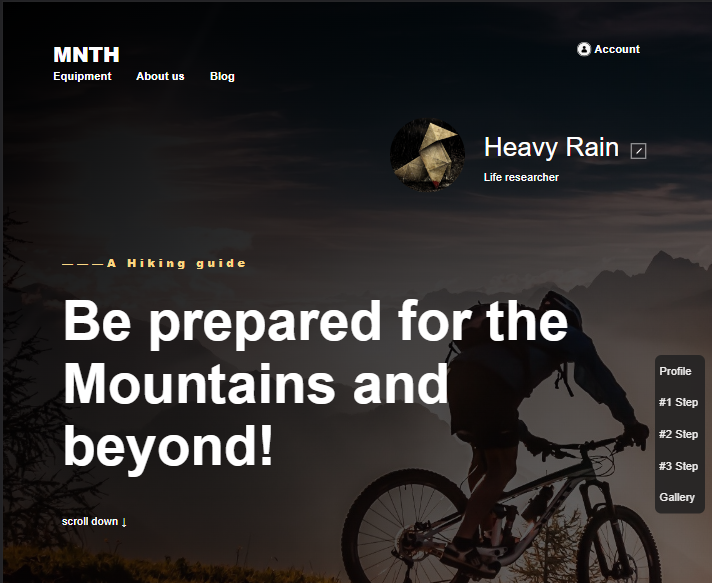 MNTH
Account
Equipment About us Blog
Heavy Rain
Life researcher
———A Hiking guide
Be prepared for the
Mountains and
beyond!
Profile
#1 Step
#2 Step
#3 Step
Gallery
scroll down ↓